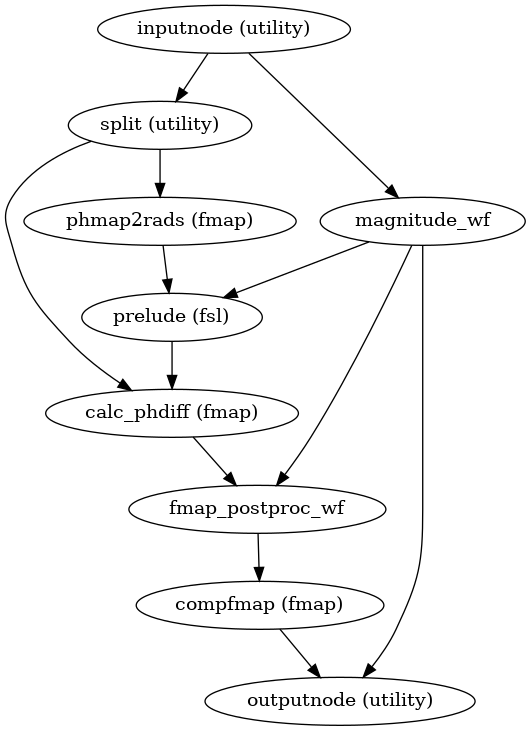 inputnode (utility)
split (utility)
phmap2rads (fmap)
magnitude_wf
prelude (fsl)
calc_phdiff (fmap)
fmap_postproc_wf
compfmap (fmap)
outputnode (utility)